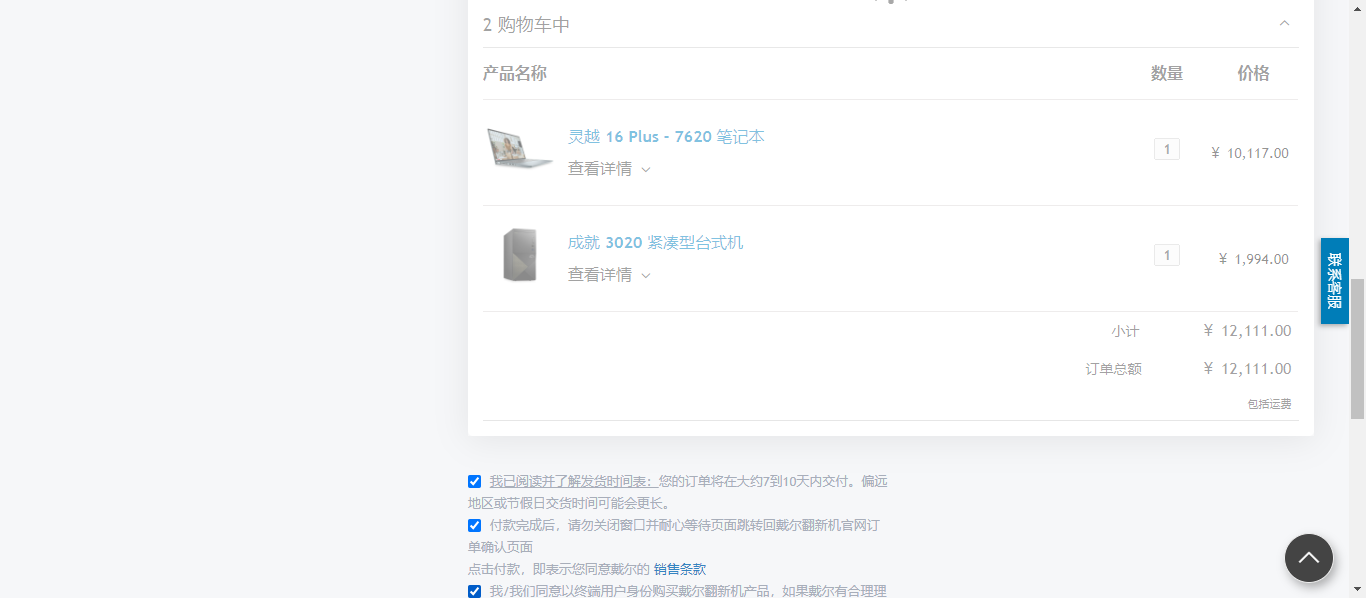 2 购物车中
产品名称 数量 价格
灵越 16 Plus - 7620 笔记本 1 ¥ 10,117.00
查看详情
成就 3020 紧凑型台式机 1 ¥ 1,994.00
查看详情
小计 ¥ 12,111.00
订单总额 ¥ 12,111.00
包括运费
联系客服
我已阅读并了解发货时间表：您的订单将在大约7到10天内交付。偏远
地区或节假日交货时间可能会更长。
付款完成后，请勿关闭窗口并耐心等待页面跳转回戴尔翻新机官网订
单确认页面
点击付款，即表示您同意戴尔的 销售条款
我/我们同意以终端用户身份购买戴尔翻新机产品，如果戴尔有合理理